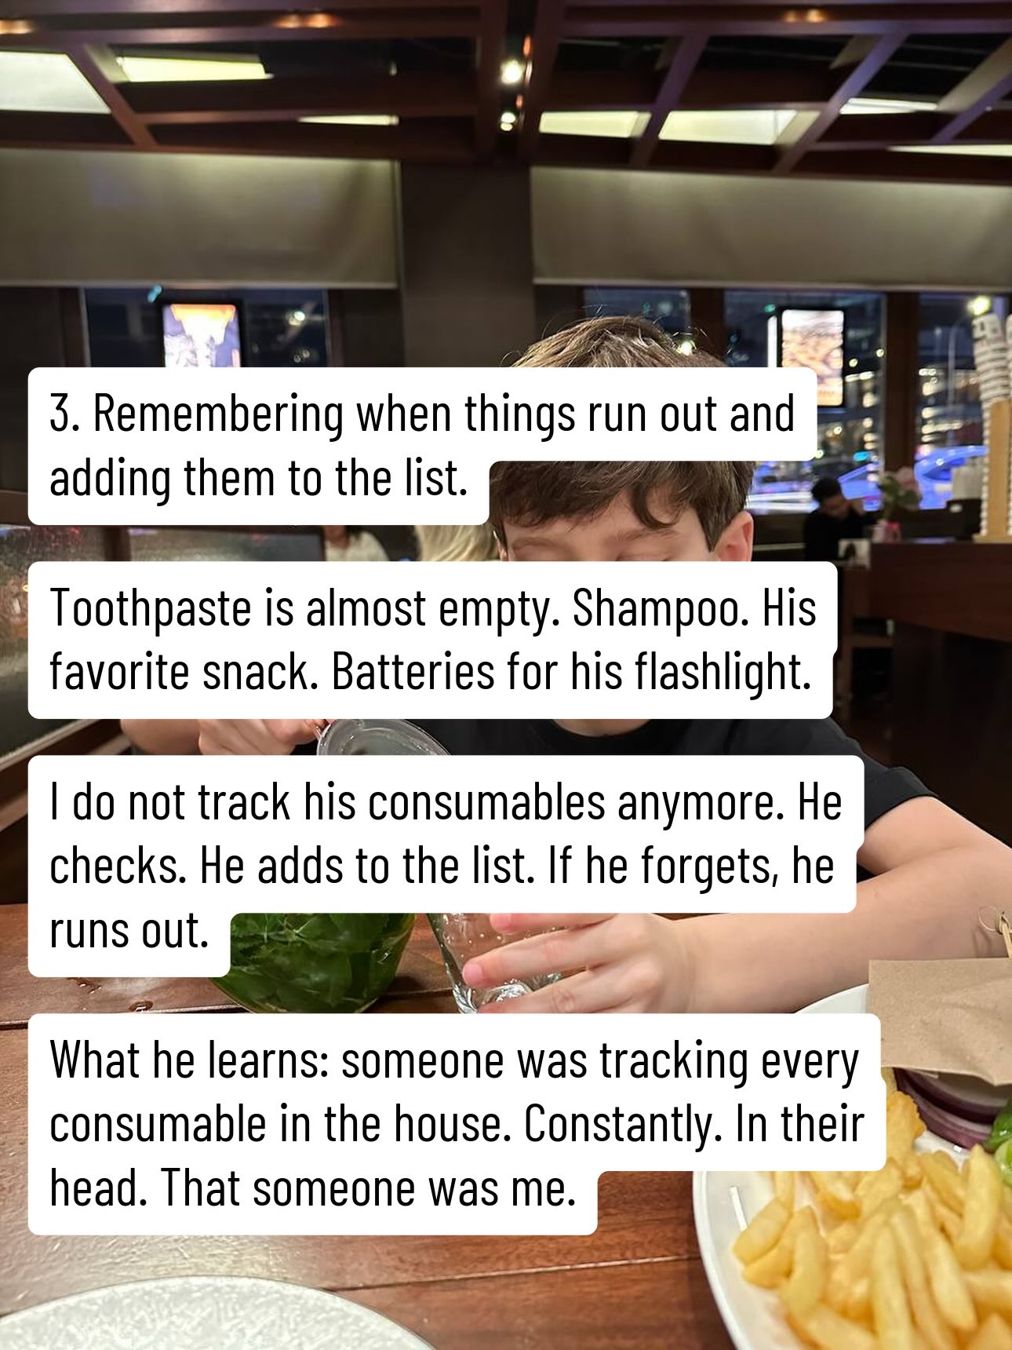 3. Remembering when things run out and
adding them to the list.
Toothpaste is almost empty. Shampoo. His
favorite snack. Batteries for his flashlight.
I do not track his consumables anymore. He
checks. He adds to the list. If he forgets, he
runs out.
What he learns: someone was tracking every
consumable in the house. Constantly. In their
head. That someone was me.